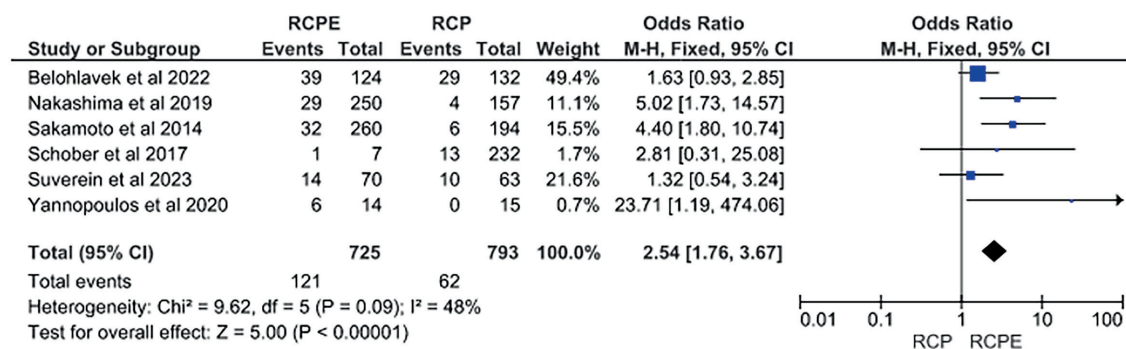 RCPE RCP Odds Ratio Odds Ratio
Study or Subgroup Events Total Events Total Weight M-H, Fixed, 95% CI M-H, Fixed, 95% CI
Belohlavek et al 2022 39 124 29 132 49.4% 1.63 [0.93, 2.85]
Nakashima et al 2019 29 250 4 157 11.1% 5.02 [1.73, 14.57]
Sakamoto et al 2014 32 260 6 194 15.5% 4.40 [1.80, 10.74]
Schober et al 2017 1 7 13 232 1.7% 2.81 [0.31, 25.08]
Suverein et al 2023 14 70 10 63 21.6% 1.32 [0.54, 3.24]
Yannopoulos et al 2020 6 14 0 15 0.7% 23.71 [1.19, 474.06]
Total (95% CI) 725 793 100.0% 2.54 [1.76, 3.67]
Total events 121 62
Heterogeneity: Chi² = 9.62, df = 5 (P = 0.09); I² = 48%
Test for overall effect: Z = 5.00 (P < 0.00001)
0.01 0.1 1 10 100
RCP RCPE